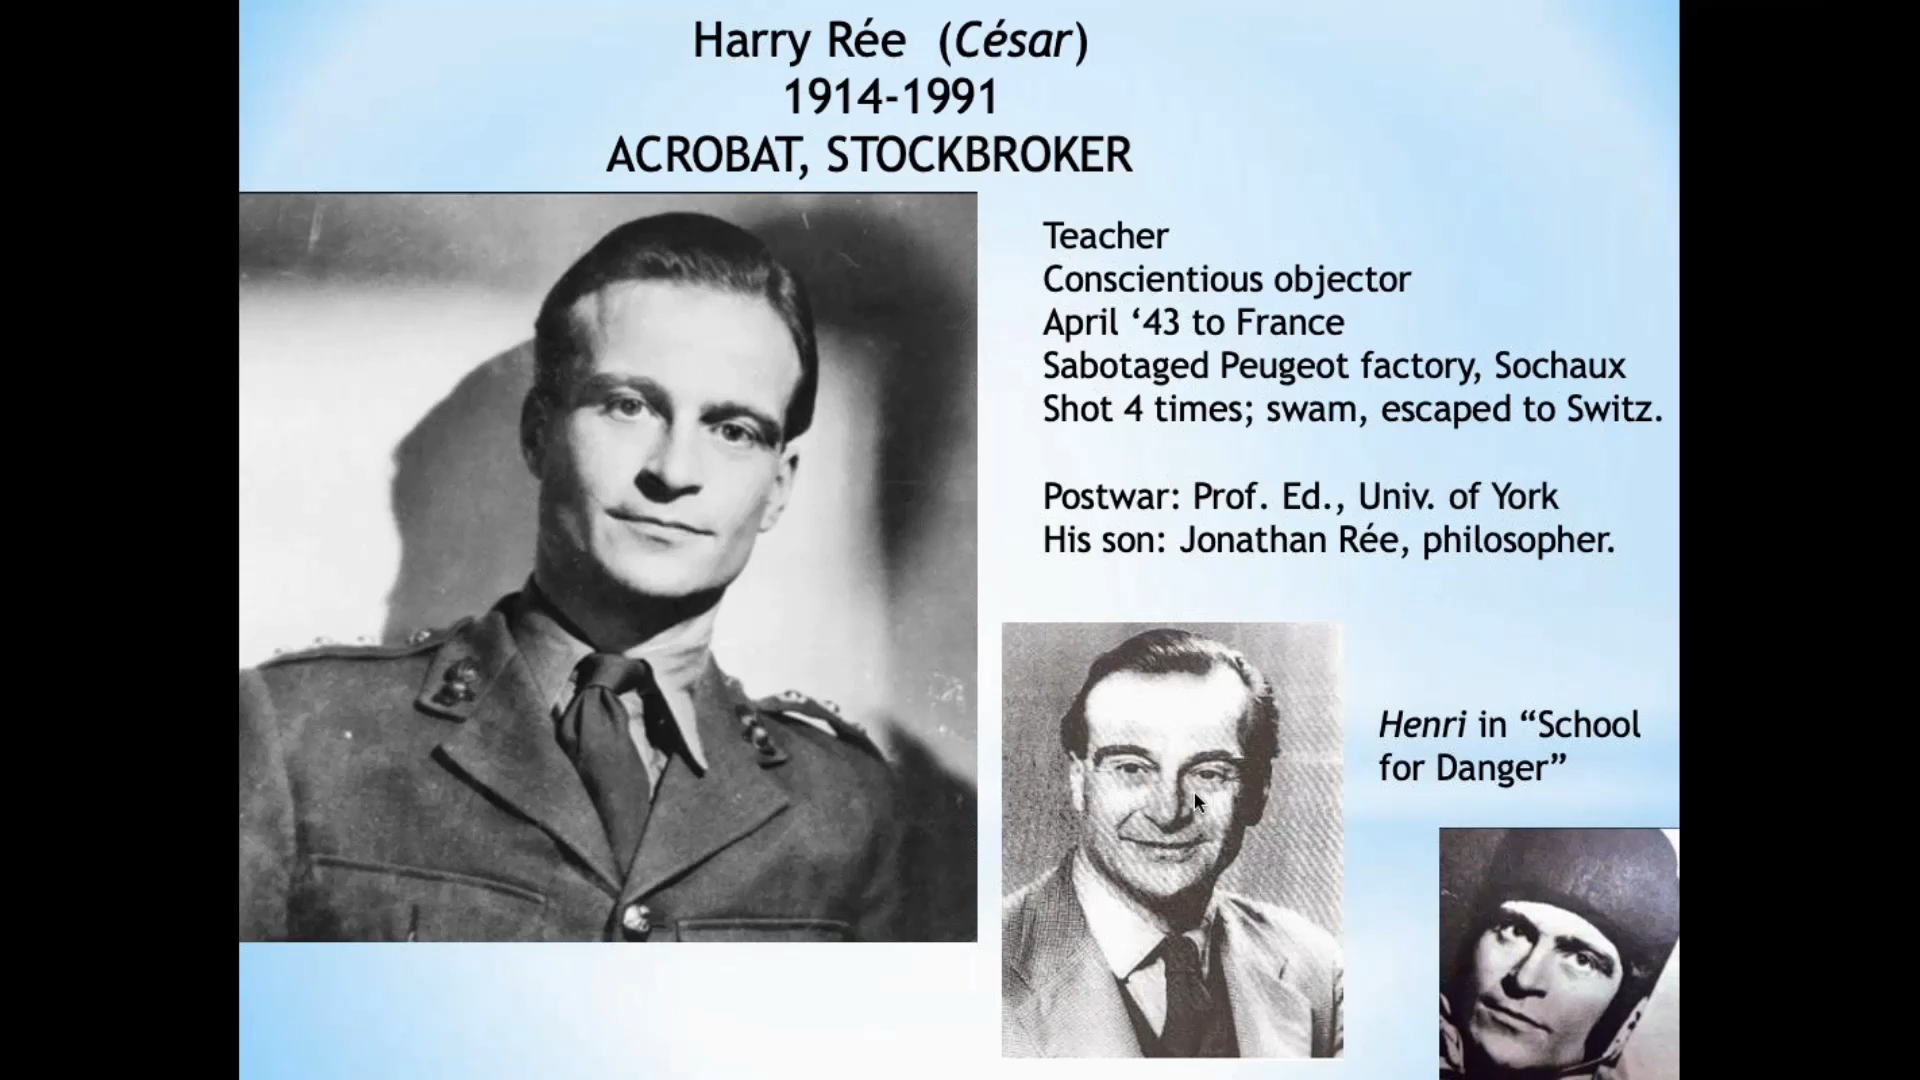 Harry Rée (César)
1914-1991
ACROBAT, STOCKBROKER
Teacher
Conscientious objector
April ‘43 to France
Sabotaged Peugeot factory, Sochaux
Shot 4 times; swam, escaped to Switz.
Postwar: Prof. Ed., Univ. of York
His son: Jonathan Rée, philosopher.
Henri in “School
for Danger”